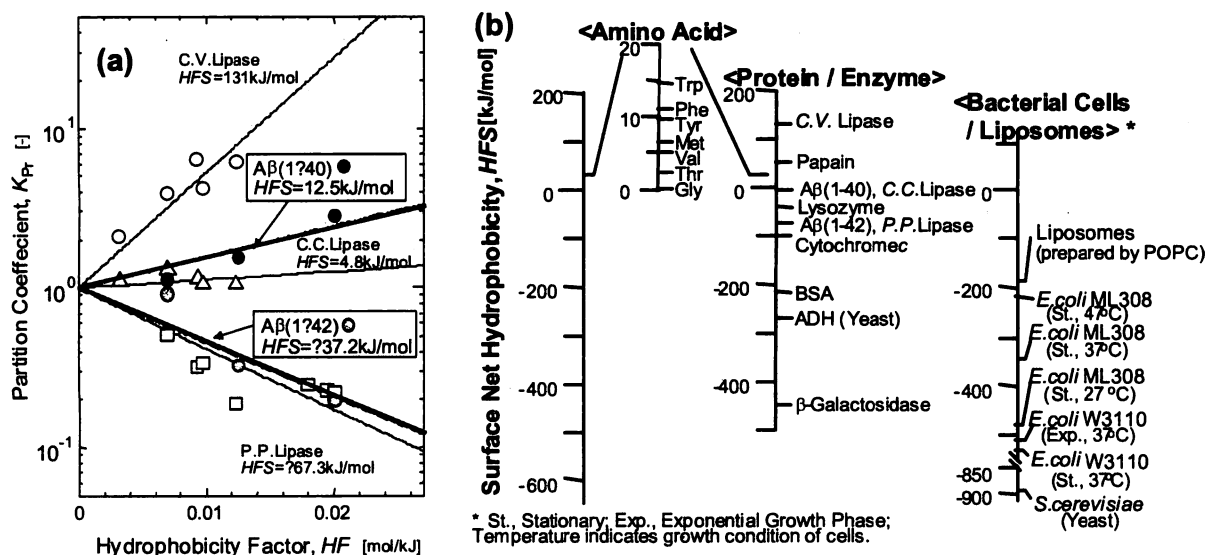 (a)
C.V.Lipase
HFS=131kJ/mol
Aβ(1?40)
HFS=12.5kJ/mol
C.C.Lipase
HFS=4.8kJ/mol
Aβ(1?42)
HFS=?37.2kJ/mol
P.P.Lipase
HFS=?67.3kJ/mol
Partition Coeffecient, KPr [-]
10^1
10^0
10^-1
0
0.01
0.02
Hydrophobicity Factor, HF [mol/kJ]
(b)
Surface Net Hydrophobicity, HFS[kJ/mol]
200
0
-200
-400
-600
<Amino Acid>
20
10
0
Trp
Phe
Tyr
Met
Val
Thr
Gly
<Protein / Enzyme>
200
0
-200
-400
C.V. Lipase
Papain
Aβ(1-40), C.C.Lipase
Lysozyme
Aβ(1-42), P.P.Lipase
Cytochromec
BSA
ADH (Yeast)
β-Galactosidase
<Bacterial Cells
/ Liposomes> *
0
-200
-400
-850
-900
Liposomes
(prepared by POPC)
E.coli ML308
(St., 47ºC)
E.coli ML308
(St., 37ºC)
E.coli ML308
(St., 27 ºC)
E.coli W3110
(Exp., 37ºC)
E.coli W3110
(St., 37ºC)
S.cerevisiae
(Yeast)
* St., Stationary; Exp., Exponential Growth Phase;
Temperature indicates growth condition of cells.